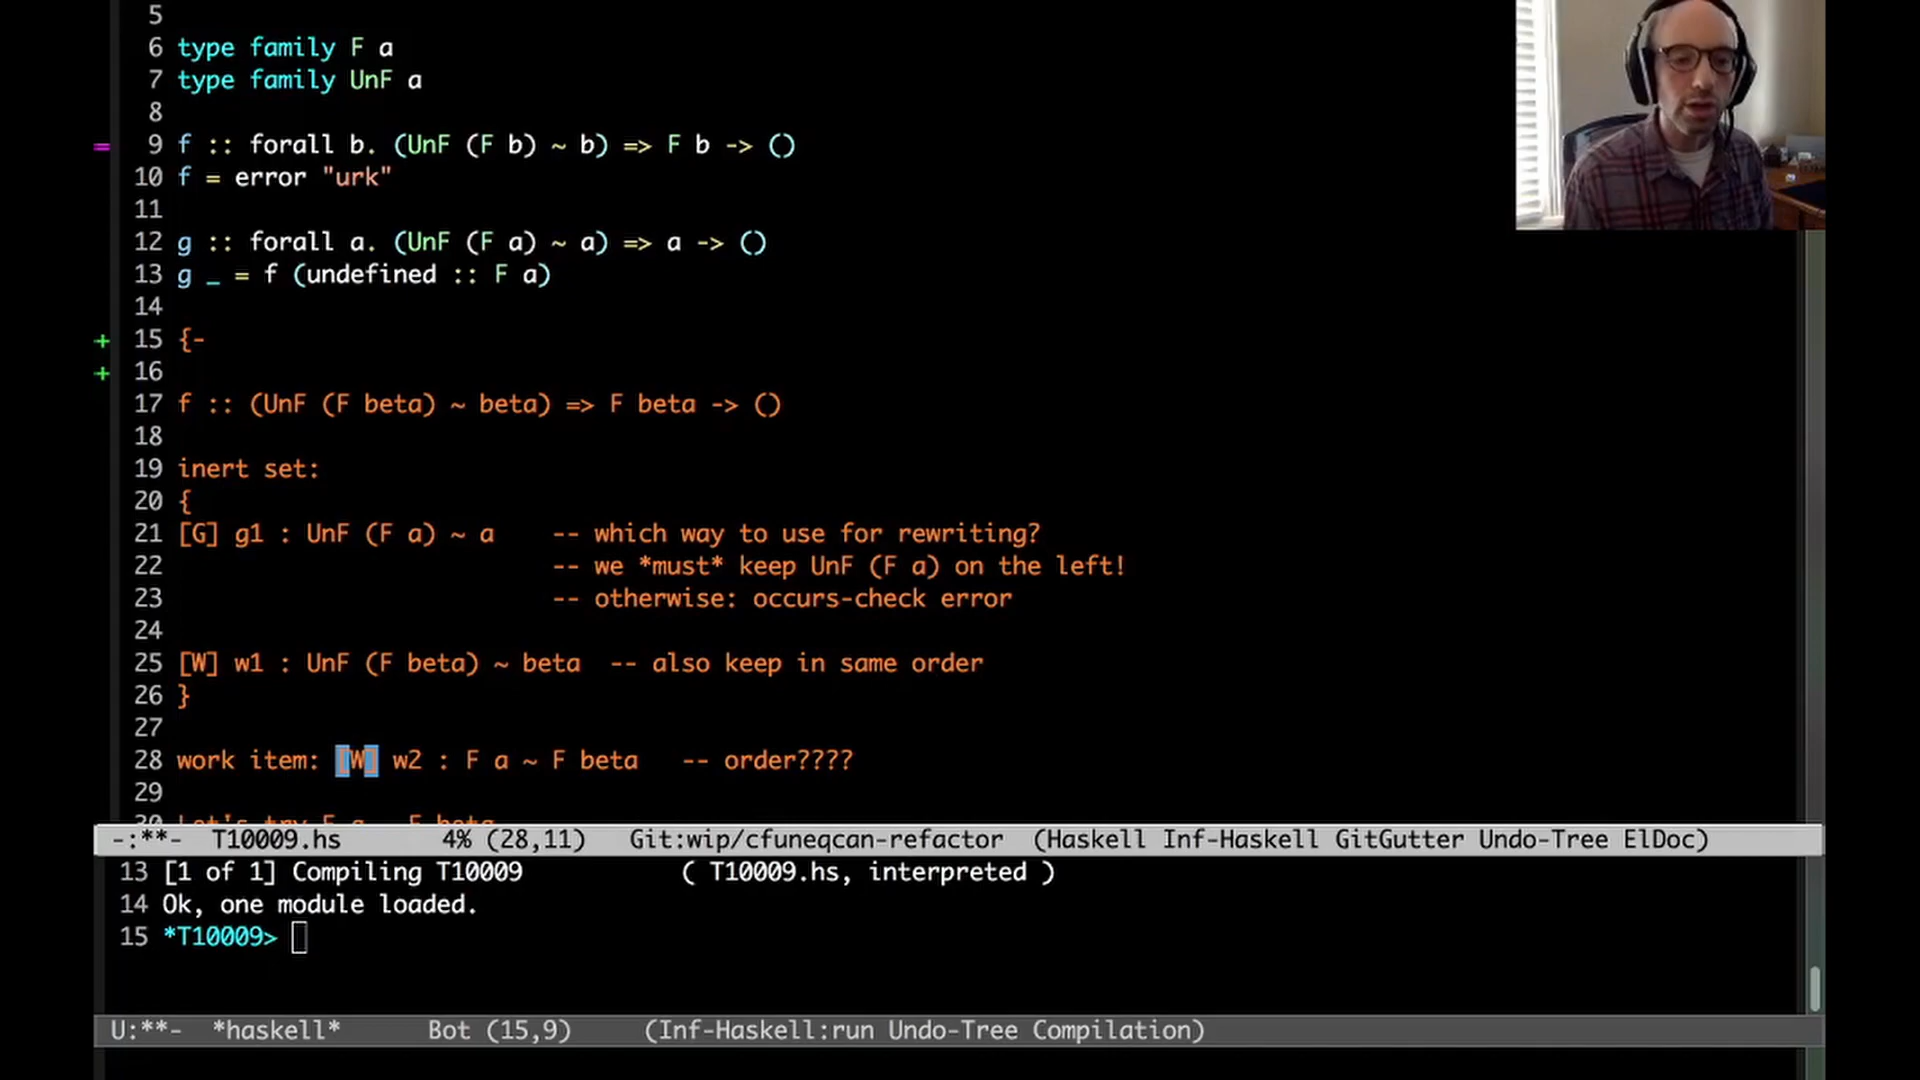 5
6 type family F a
7 type family UnF a
8
= 9 f :: forall b. (UnF (F b) ~ b) => F b -> ()
10 f = error "urk"
11
12 g :: forall a. (UnF (F a) ~ a) => a -> ()
13 g _ = f (undefined :: F a)
14
+ 15 {-
+ 16
17 f :: (UnF (F beta) ~ beta) => F beta -> ()
18
19 inert set:
20 {
21 [G] g1 : UnF (F a) ~ a -- which way to use for rewriting?
22 -- we *must* keep UnF (F a) on the left!
23 -- otherwise: occurs-check error
24
25 [W] w1 : UnF (F beta) ~ beta -- also keep in same order
26 }
27
28 work item: [W] w2 : F a ~ F beta -- order????
29
30 Let's try F a
-:**- T10009.hs 4% (28,11) Git:wip/cfuneqcan-refactor (Haskell Inf-Haskell GitGutter Undo-Tree ElDoc)
13 [1 of 1] Compiling T10009 ( T10009.hs, interpreted )
14 Ok, one module loaded.
15 *T10009>
U:**- *haskell* Bot (15,9) (Inf-Haskell:run Undo-Tree Compilation)